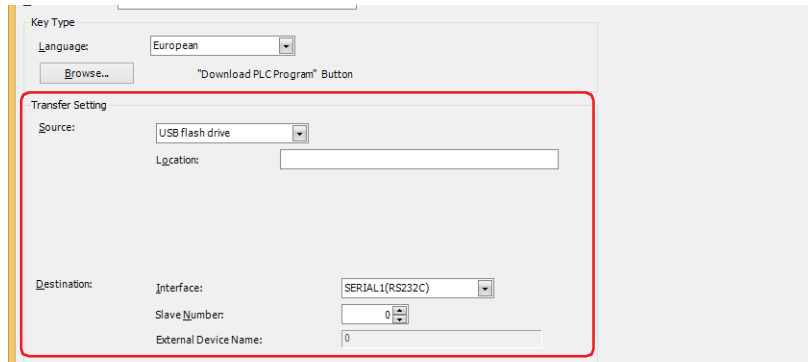 Key Type
Language: European
Browse... "Download PLC Program" Button
Transfer Setting
Source: USB flash drive
Location:
Destination: Interface: SERIAL1(RS232C)
Slave Number: 0
External Device Name: 0